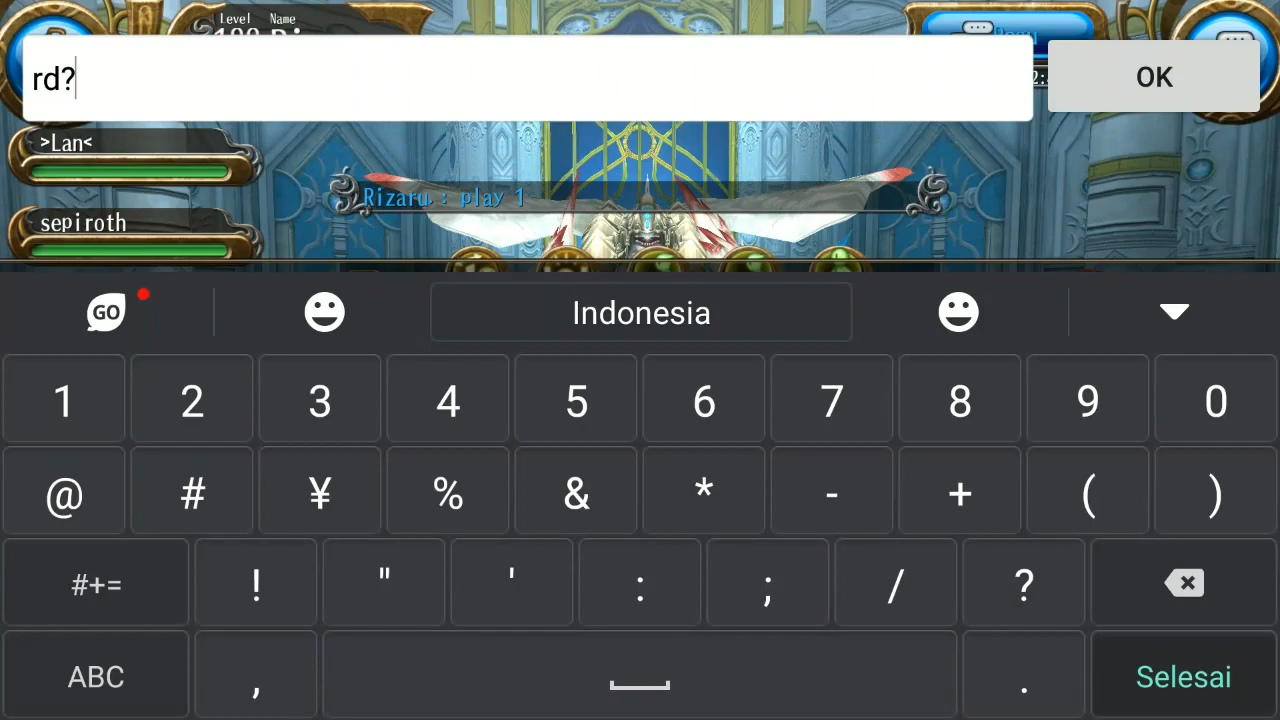 Level Name
rd?
OK
>Lan<
Rizaru : play 1
sepiroth
GO
Indonesia
1 2 3 4 5 6 7 8 9 0
@ # ¥ % & * - + ( )
#+= ! " ' : ; / ?
ABC , . Selesai